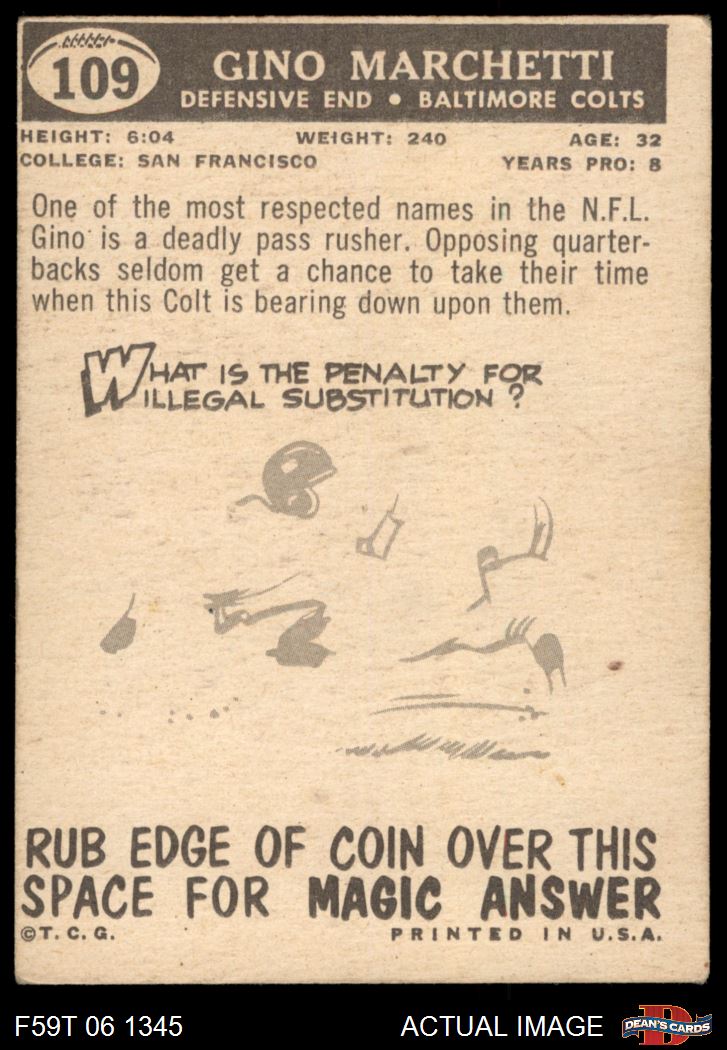 109
GINO MARCHETTI
DEFENSIVE END • BALTIMORE COLTS
HEIGHT: 6:04 WEIGHT: 240 AGE: 32
COLLEGE: SAN FRANCISCO YEARS PRO: 8
One of the most respected names in the N.F.L.
Gino is a deadly pass rusher. Opposing quarter-
backs seldom get a chance to take their time
when this Colt is bearing down upon them.
WHAT IS THE PENALTY FOR
ILLEGAL SUBSTITUTION ?
RUB EDGE OF COIN OVER THIS
SPACE FOR MAGIC ANSWER
©T. C. G. PRINTED IN U.S.A.
F59T 06 1345 ACTUAL IMAGE D DEAN'S CARDS